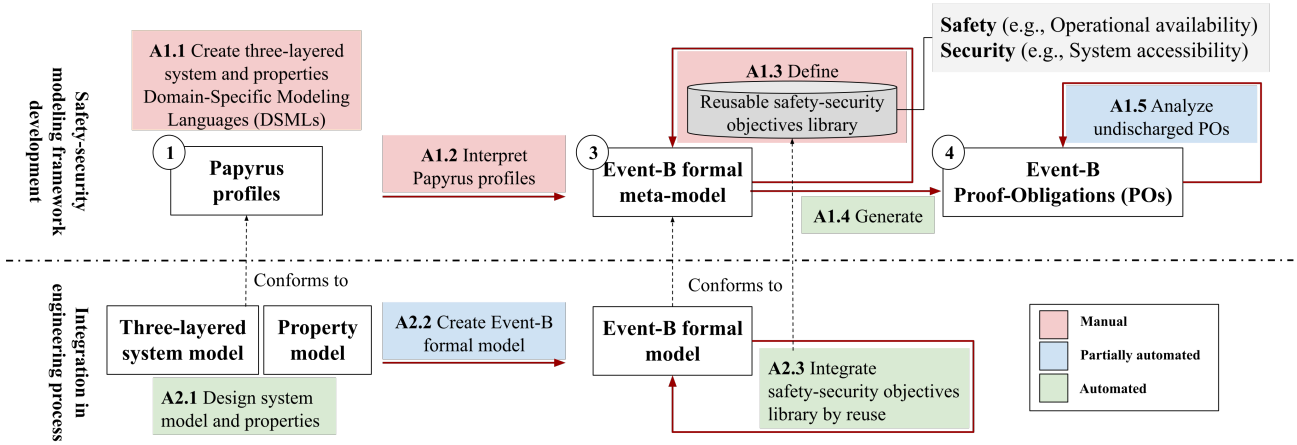 Safety-security
modeling framework
development
A1.1 Create three-layered
system and properties
Domain-Specific Modeling
Languages (DSMLs)
1
Papyrus
profiles
A1.2 Interpret
Papyrus profiles
A1.3 Define
Reusable safety-security
objectives library
Safety (e.g., Operational availability)
Security (e.g., System accessibility)
3
Event-B formal
meta-model
A1.4 Generate
A1.5 Analyze
undischarged POs
4
Event-B
Proof-Obligations (POs)
Conforms to
Conforms to
Integration in
engineering process
Three-layered
system model
Property
model
A2.1 Design system
model and properties
A2.2 Create Event-B
formal model
Event-B formal
model
A2.3 Integrate
safety-security objectives
library by reuse
Manual
Partially automated
Automated